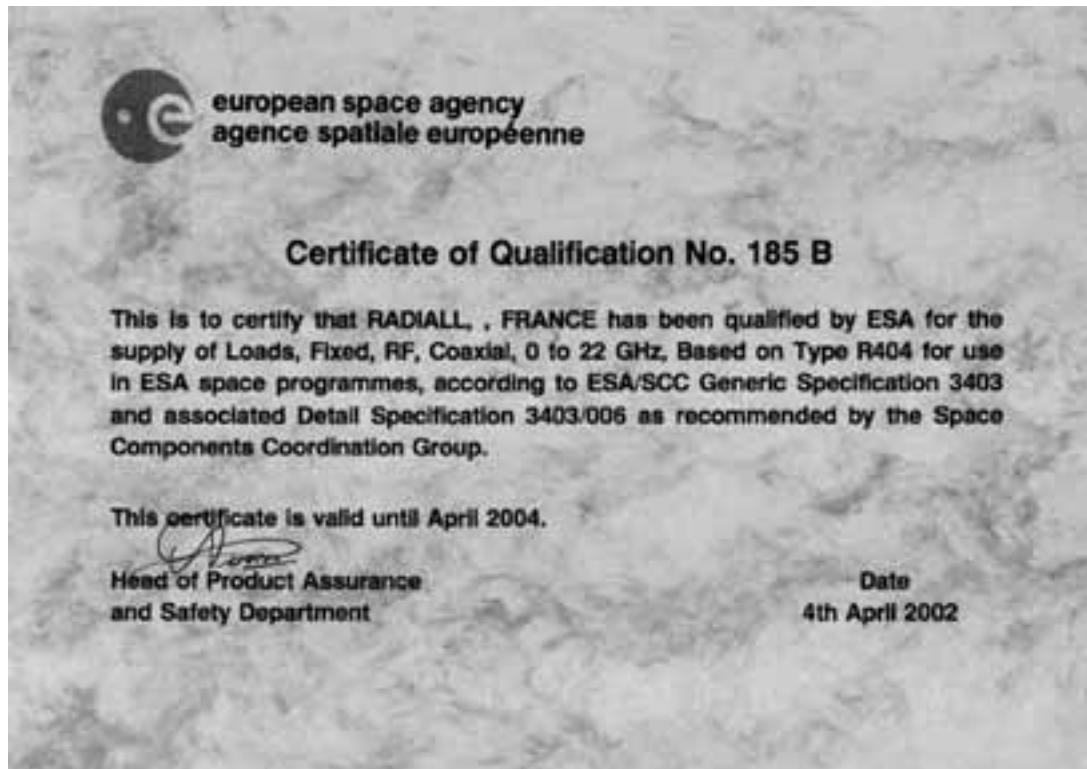 european space agency
agence spatiale européenne
Certificate of Qualification No. 185 B
This is to certify that RADIALL, , FRANCE has been qualified by ESA for the
supply of Loads, Fixed, RF, Coaxial, 0 to 22 GHz, Based on Type R404 for use
in ESA space programmes, according to ESA/SCC Generic Specification 3403
and associated Detail Specification 3403/006 as recommended by the Space
Components Coordination Group.
This certificate is valid until April 2004.
Head of Product Assurance
and Safety Department
Date
4th April 2002